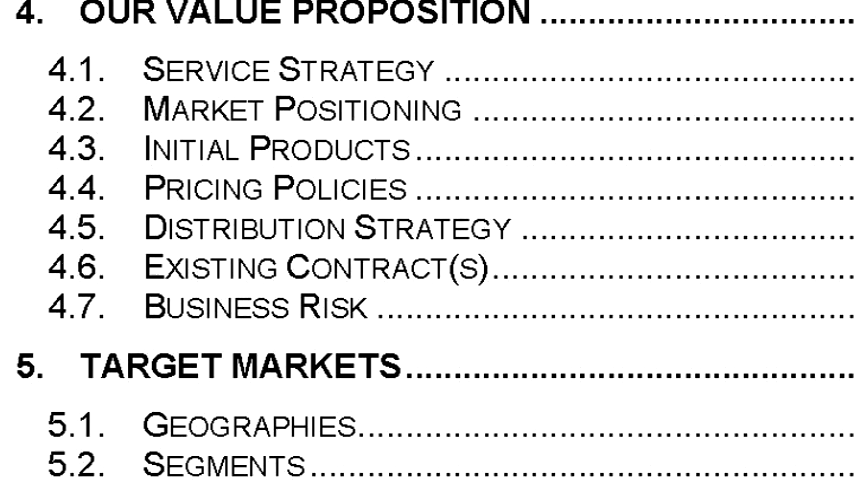 4. OUR VALUE PROPOSITION ................................
4.1. SERVICE STRATEGY ..........................................
4.2. MARKET POSITIONING .......................................
4.3. INITIAL PRODUCTS.............................................
4.4. PRICING POLICIES .............................................
4.5. DISTRIBUTION STRATEGY ..................................
4.6. EXISTING CONTRACT(S).....................................
4.7. BUSINESS RISK .................................................
5. TARGET MARKETS..............................................
5.1. GEOGRAPHIES...................................................
5.2. SEGMENTS........................................................